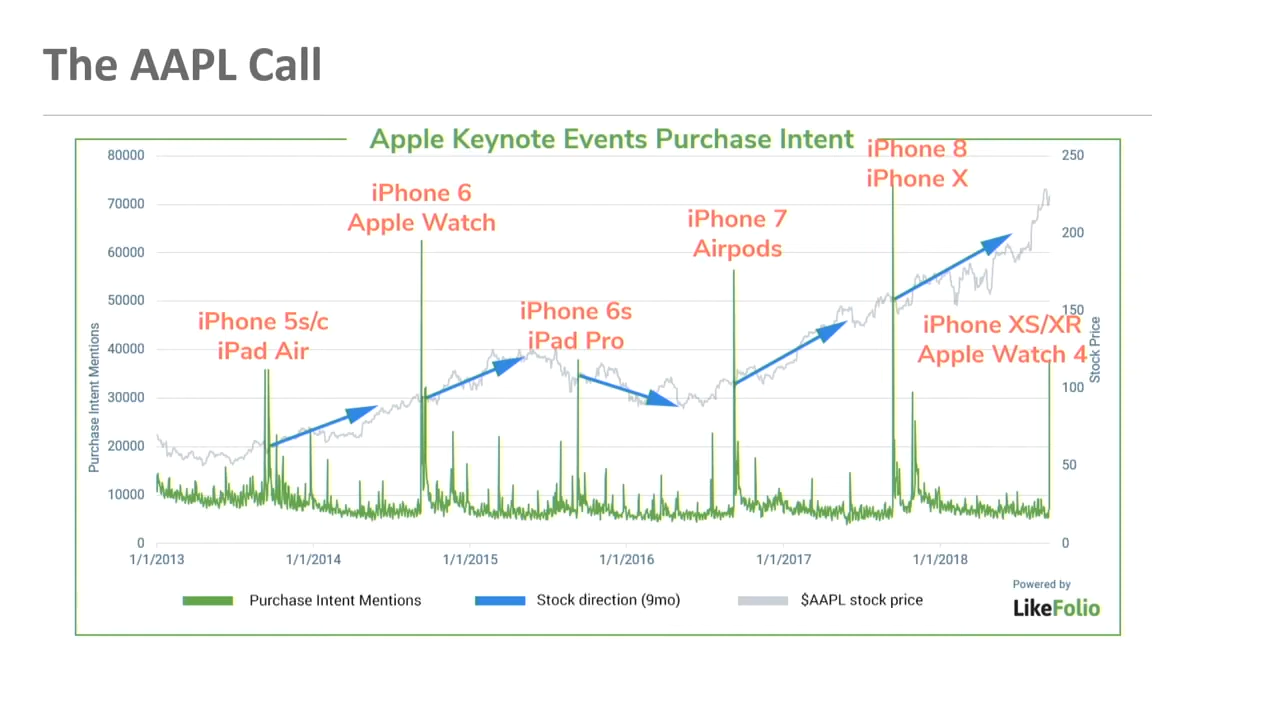 The AAPL Call
Apple Keynote Events Purchase Intent
80000
70000
60000
50000
40000
30000
20000
10000
0
Purchase Intent Mentions
250
200
150
100
50
0
Stock Price
iPhone 5s/c
iPad Air
iPhone 6
Apple Watch
iPhone 6s
iPad Pro
iPhone 7
Airpods
iPhone 8
iPhone X
iPhone XS/XR
Apple Watch 4
1/1/2013
1/1/2014
1/1/2015
1/1/2016
1/1/2017
1/1/2018
Purchase Intent Mentions
Stock direction (9mo)
$AAPL stock price
Powered by
LikeFolio